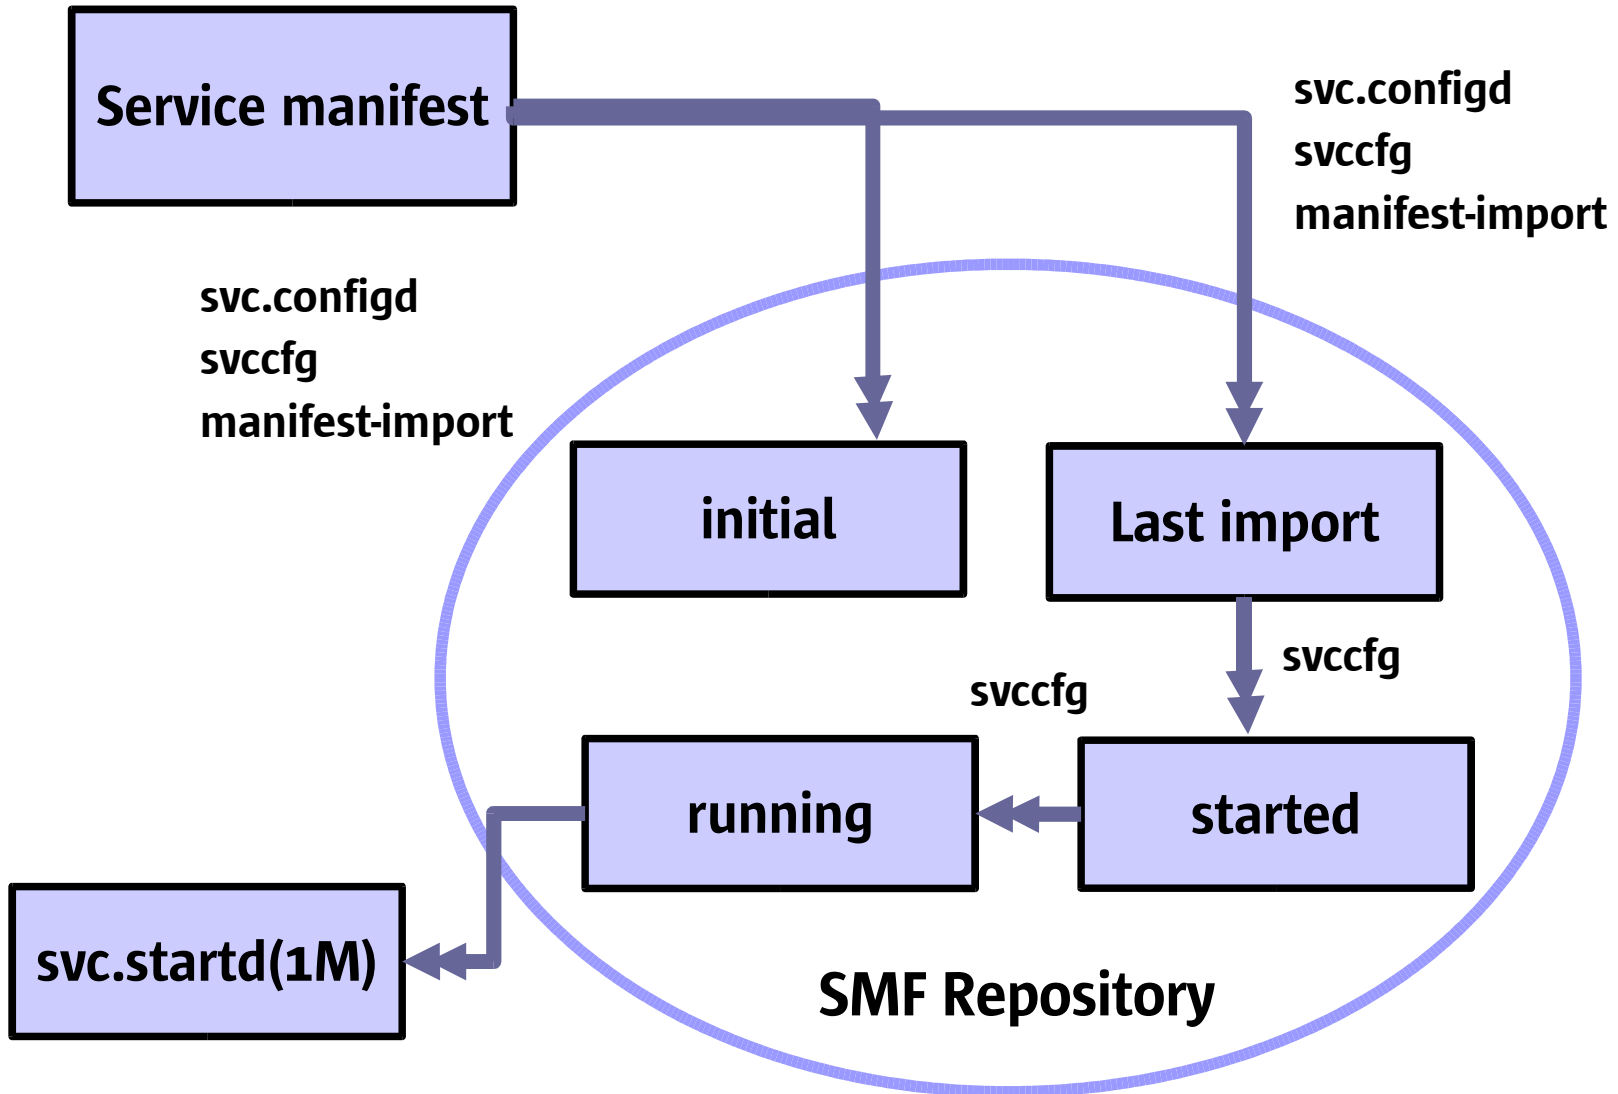 Service manifest
svc.configd
svccfg
manifest-import
svc.configd
svccfg
manifest-import
initial
Last import
svccfg
svccfg
running
started
svc.startd(1M)
SMF Repository